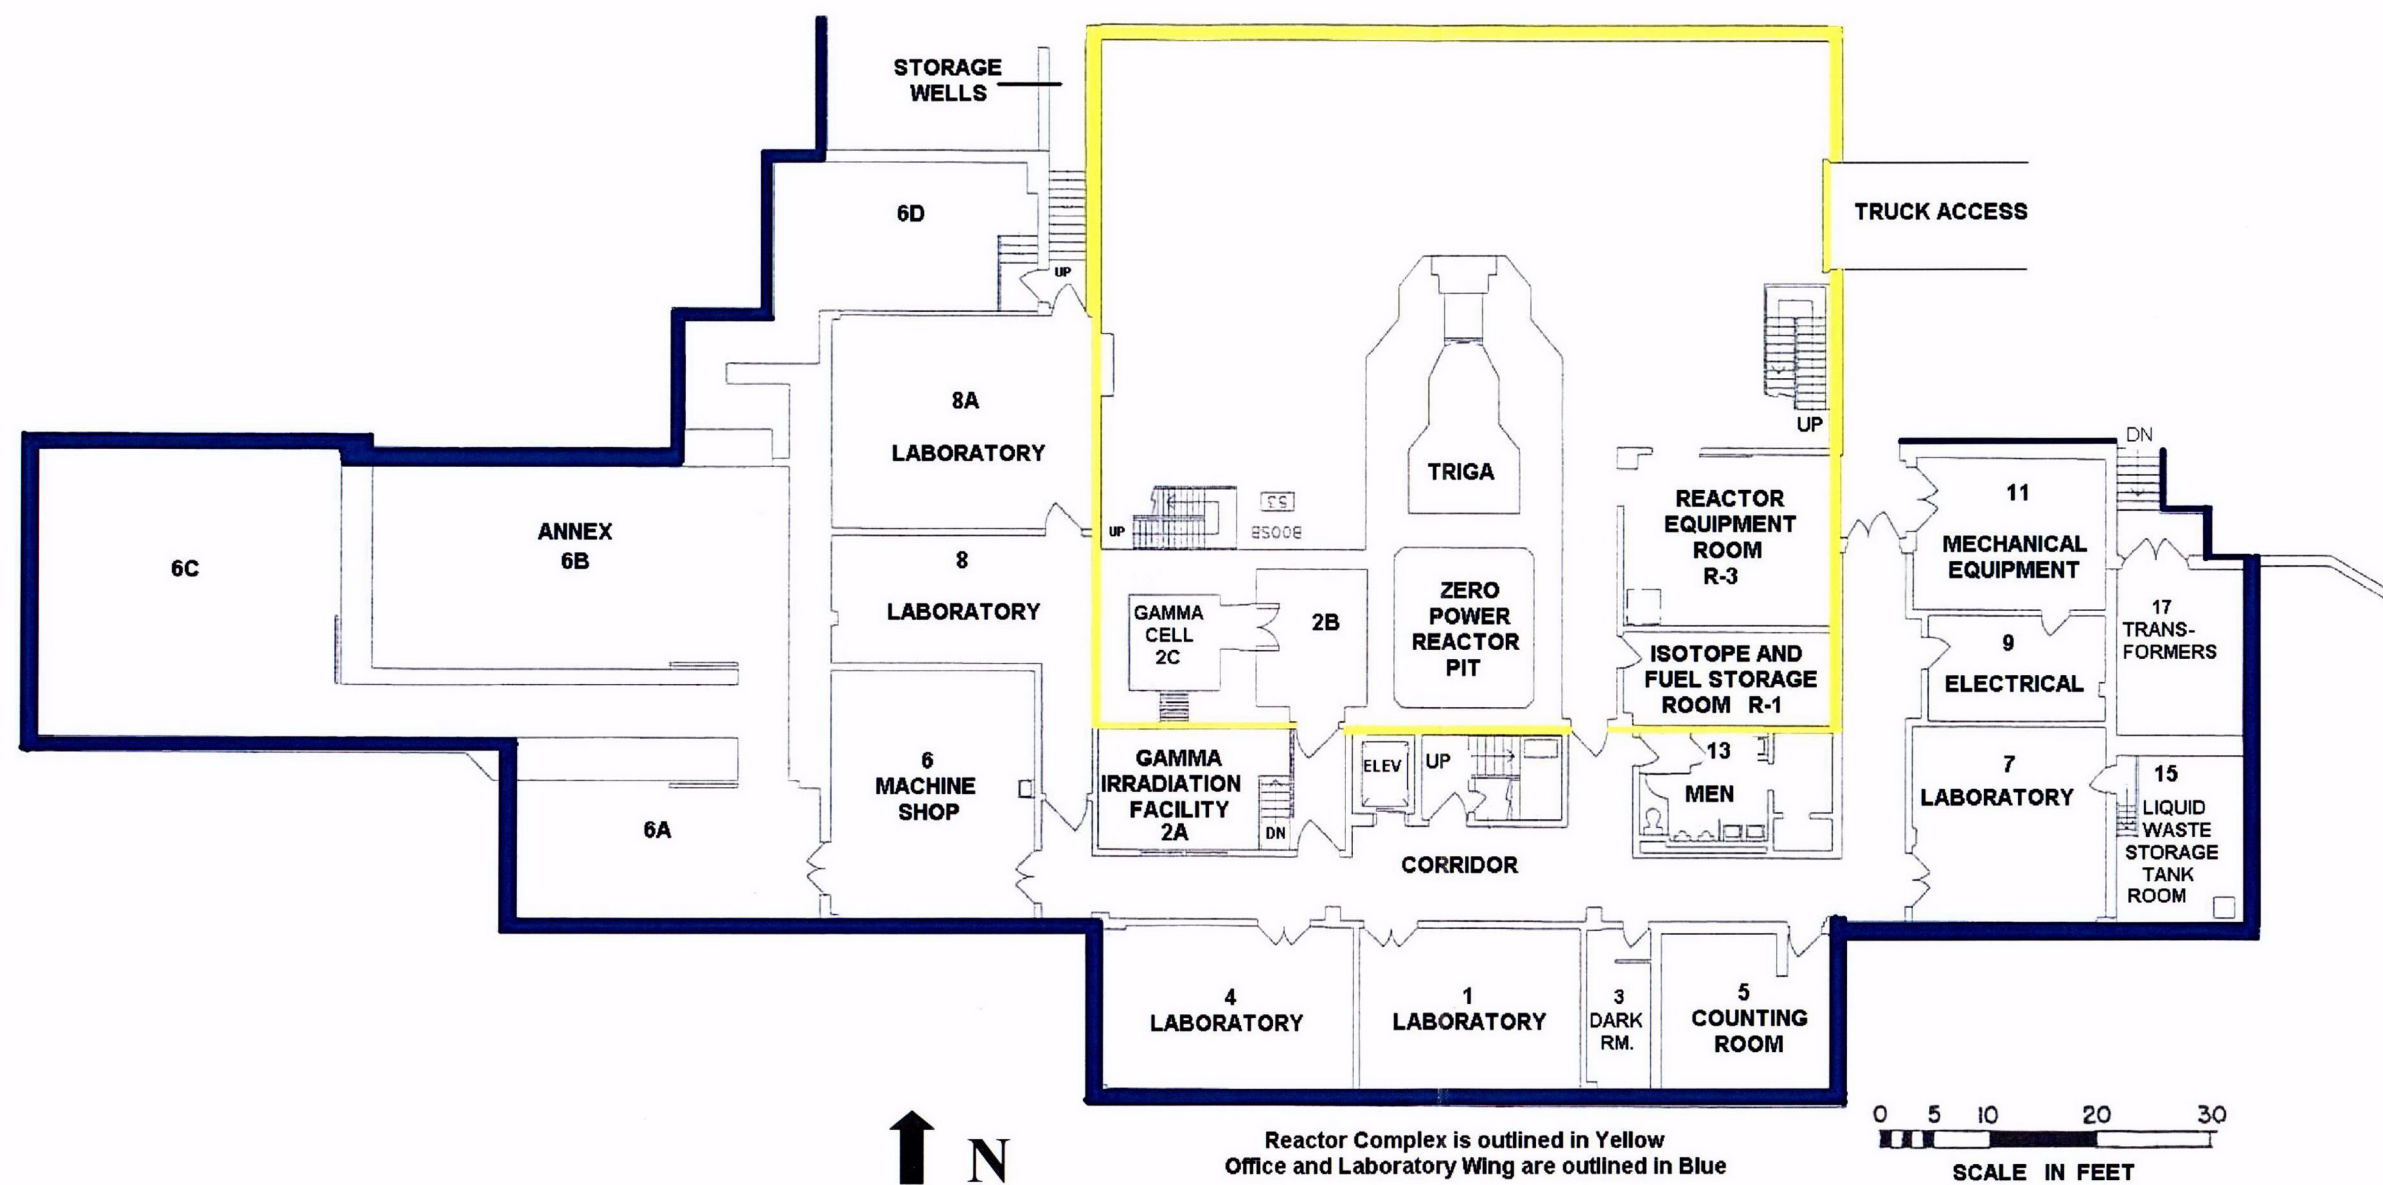 STORAGE
WELLS
6D
UP
TRUCK ACCESS
8A
LABORATORY
UP
TRIGA
DN
11
MECHANICAL
EQUIPMENT
REACTOR
EQUIPMENT
ROOM
R-3
ANNEX
6B
6C
UP
8
LABORATORY
GAMMA
CELL
2C
2B
ZERO
POWER
REACTOR
PIT
ISOTOPE AND
FUEL STORAGE
ROOM R-1
9
ELECTRICAL
17
TRANS-
FORMERS
6
MACHINE
SHOP
GAMMA
IRRADIATION
FACILITY
2A
DN
ELEV
UP
13
MEN
7
LABORATORY
15
LIQUID
WASTE
STORAGE
TANK
ROOM
6A
CORRIDOR
4
LABORATORY
1
LABORATORY
3
DARK
RM.
5
COUNTING
ROOM
N
Reactor Complex is outlined in Yellow
Office and Laboratory Wing are outlined in Blue
0 5 10 20 30
SCALE IN FEET